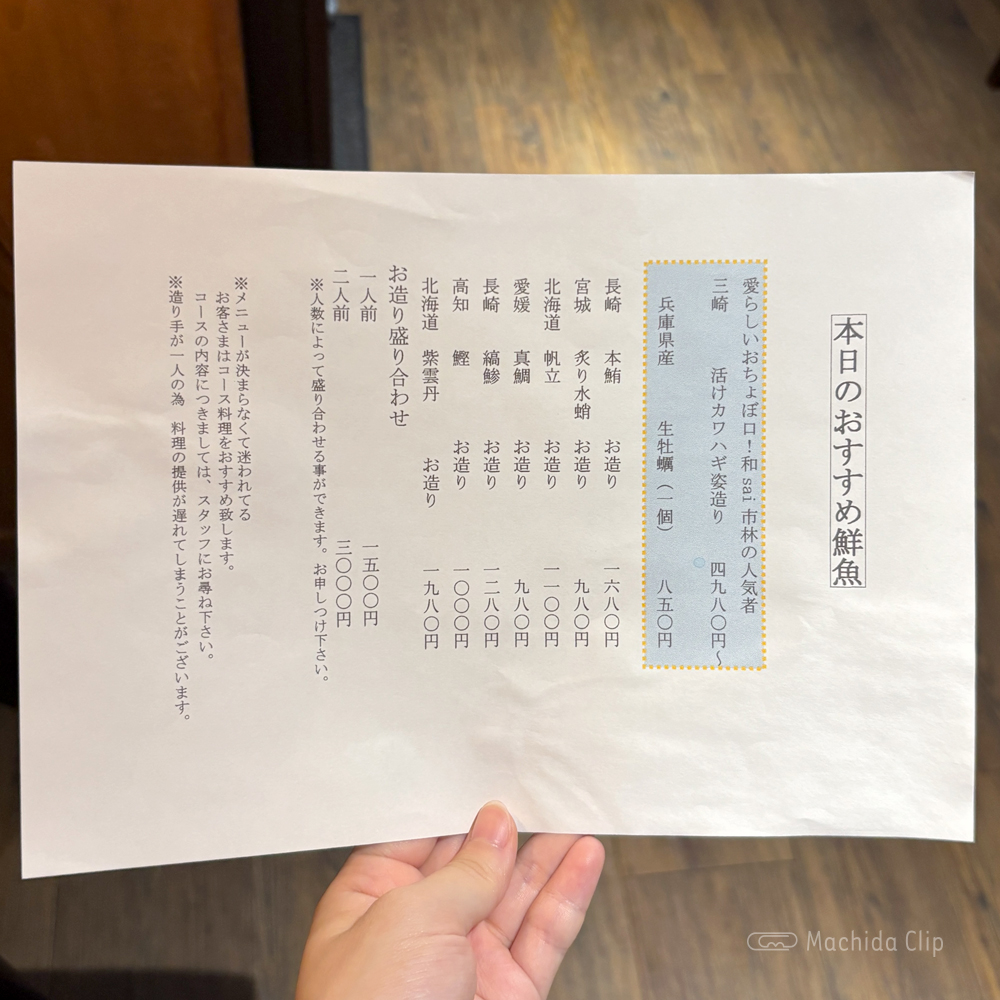 本日のおすすめ鮮魚
愛らしいおちょぼ口！和sai市林の人気者
三崎 活けカワハギ姿造り 四九八〇円～
兵庫県産 生牡蠣（一個） 八五〇円
長崎 本鮪 お造り 一六八〇円
宮城 炙り水蛸 お造り 九八〇円
北海道 帆立 お造り 一一〇〇円
愛媛 真鯛 お造り 九八〇円
長崎 縞鯵 お造り 一二八〇円
高知 鰹 お造り 一〇〇〇円
北海道 紫雲丹 お造り 一九八〇円
お造り盛り合わせ
一人前 一五〇〇円
二人前 三〇〇〇円
※人数によって盛り合わせる事ができます。お申しつけ下さい。
※メニューが決まらなくて迷われてる
お客さまはコース料理をおすすめ致します。
コースの内容につきましては、スタッフにお尋ね下さい。
※造り手が一人の為 料理の提供が遅れてしまうことがございます。
Machida Clip